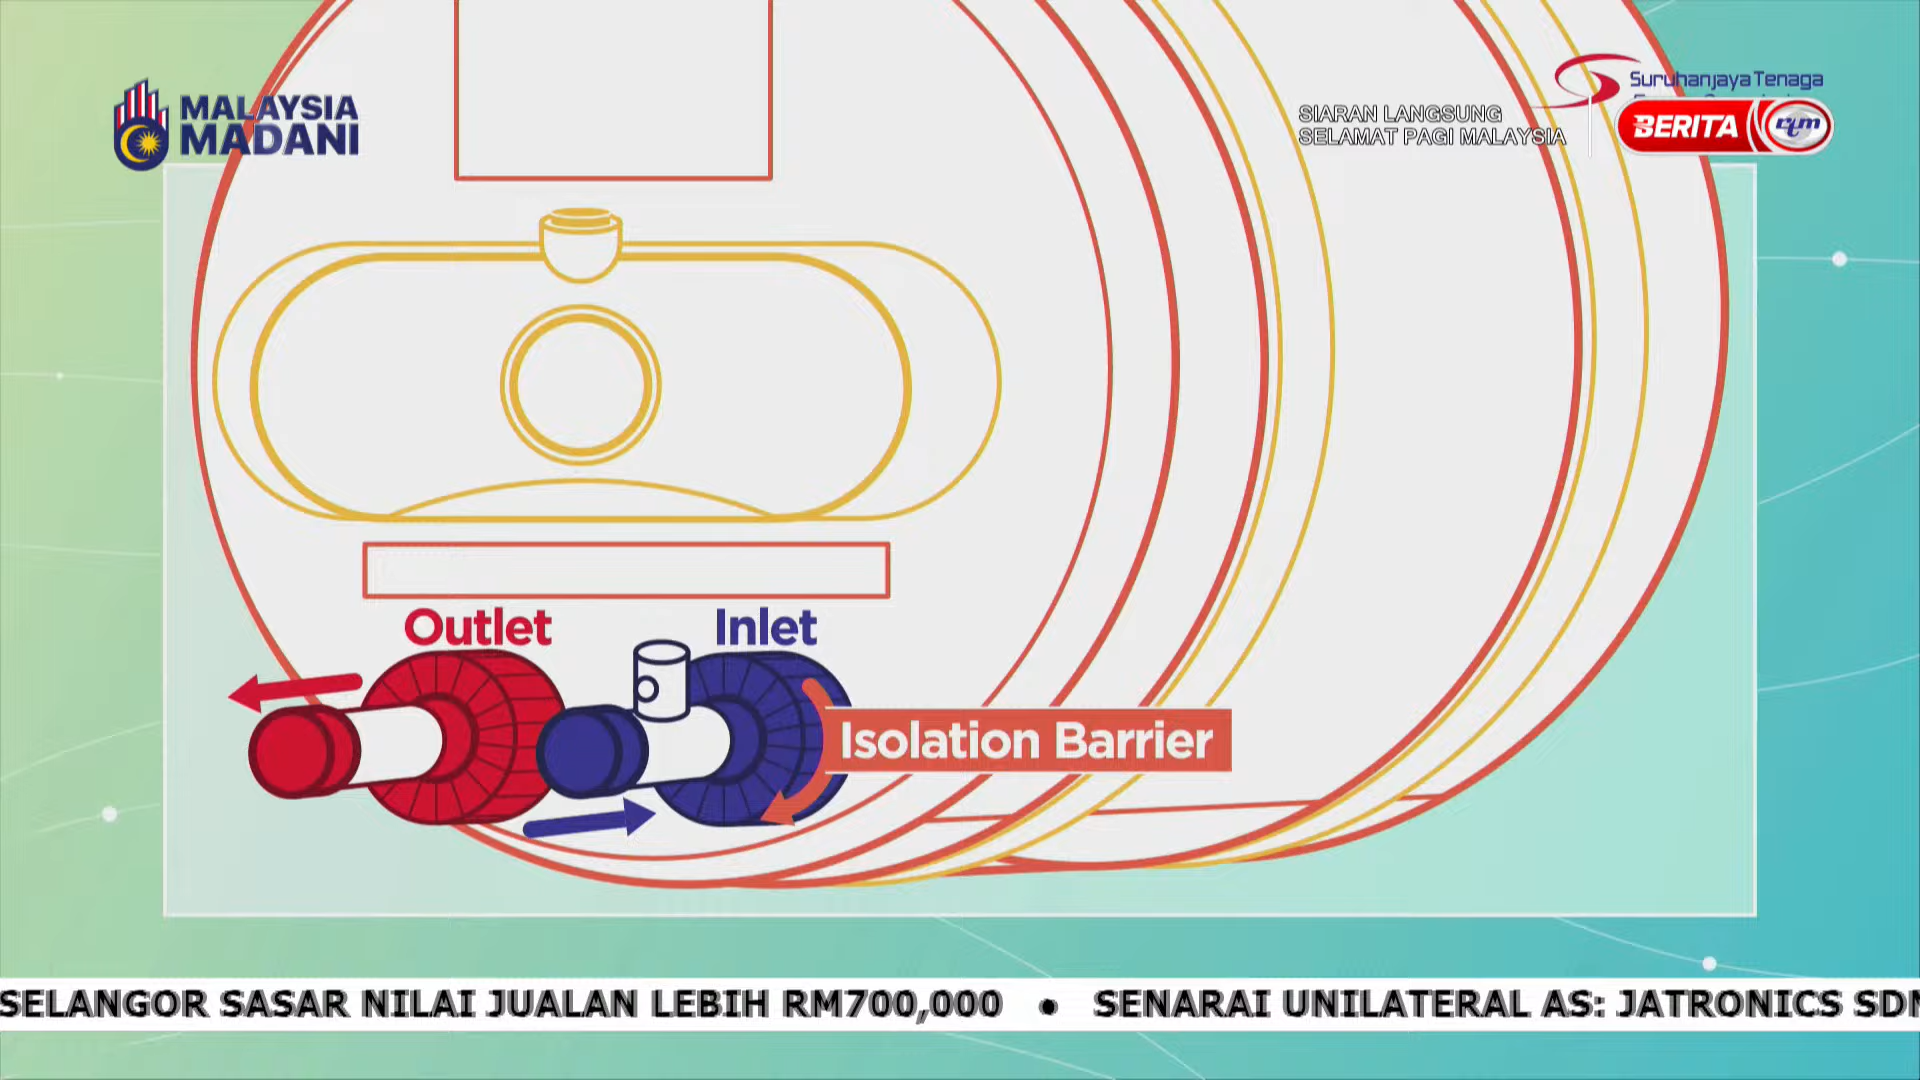 MALAYSIA
MADANI
Suruhanjaya Tenaga
SIARAN LANGSUNG
SELAMAT PAGI MALAYSIA
BERITA rtm
Outlet
Inlet
Isolation Barrier
SELANGOR SASAR NILAI JUALAN LEBIH RM700,000 • SENARAI UNILATERAL AS: JATRONICS SDN